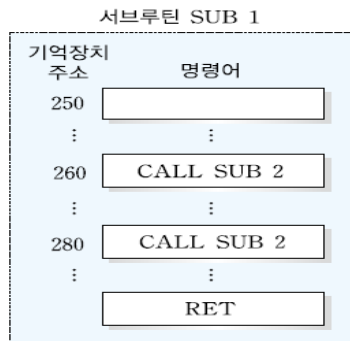 서브루틴 SUB 1
기억장치
주소 명령어
250
⋮ ⋮
260 CALL SUB 2
⋮ ⋮
280 CALL SUB 2
⋮ ⋮
RET